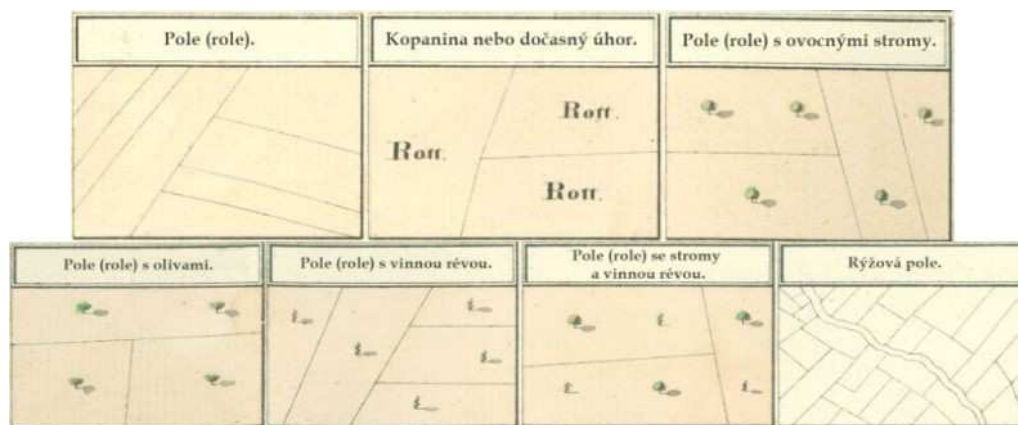 Pole (role).
Kopanina nebo dočasný úhor.
Pole (role) s ovocnými stromy.
Rott.
Rott.
Rott.
Pole (role) s olivami.
Pole (role) s vinnou révou.
Pole (role) se stromy
a vinnou révou.
Rýžová pole.